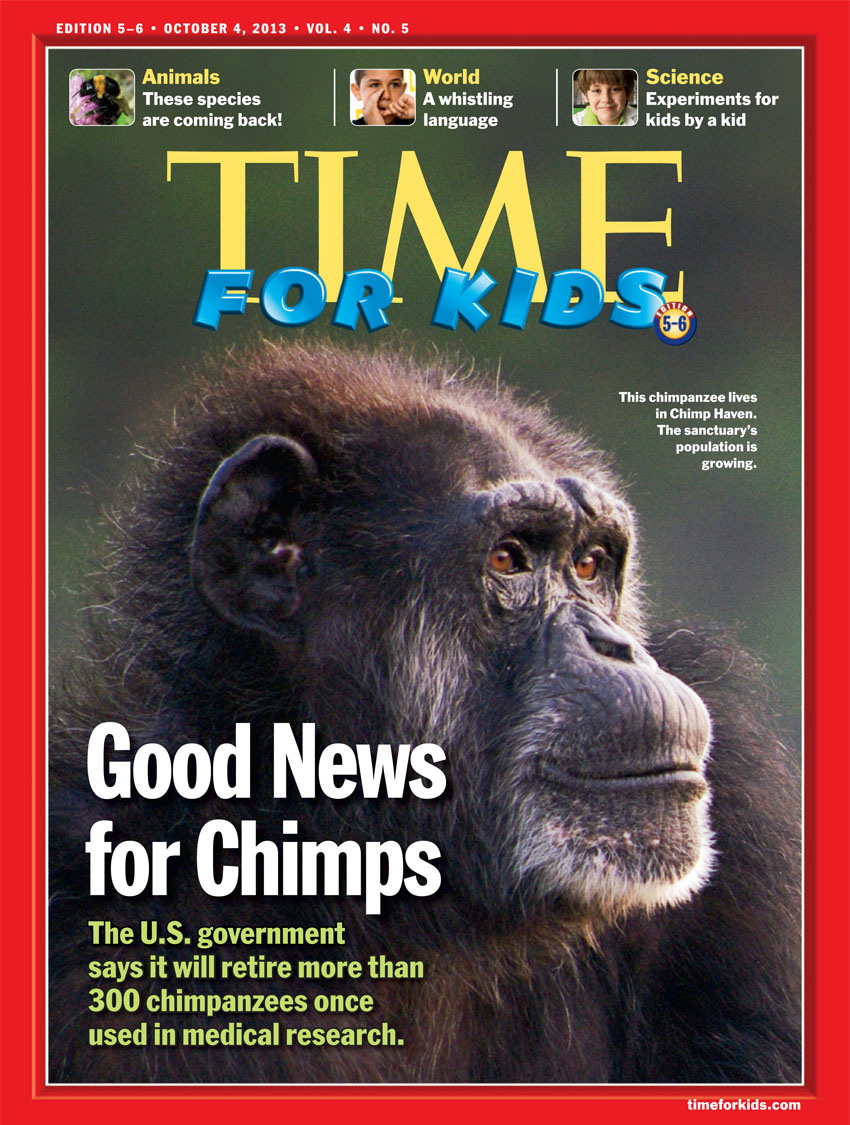 EDITION 5–6 • OCTOBER 4, 2013 • VOL. 4 • NO. 5
Animals
These species
are coming back!
World
A whistling
language
Science
Experiments for
kids by a kid
TIME
FOR KIDS
EDITION
5-6
This chimpanzee lives
in Chimp Haven.
The sanctuary's
population is
growing.
Good News
for Chimps
The U.S. government
says it will retire more than
300 chimpanzees once
used in medical research.
timeforkids.com